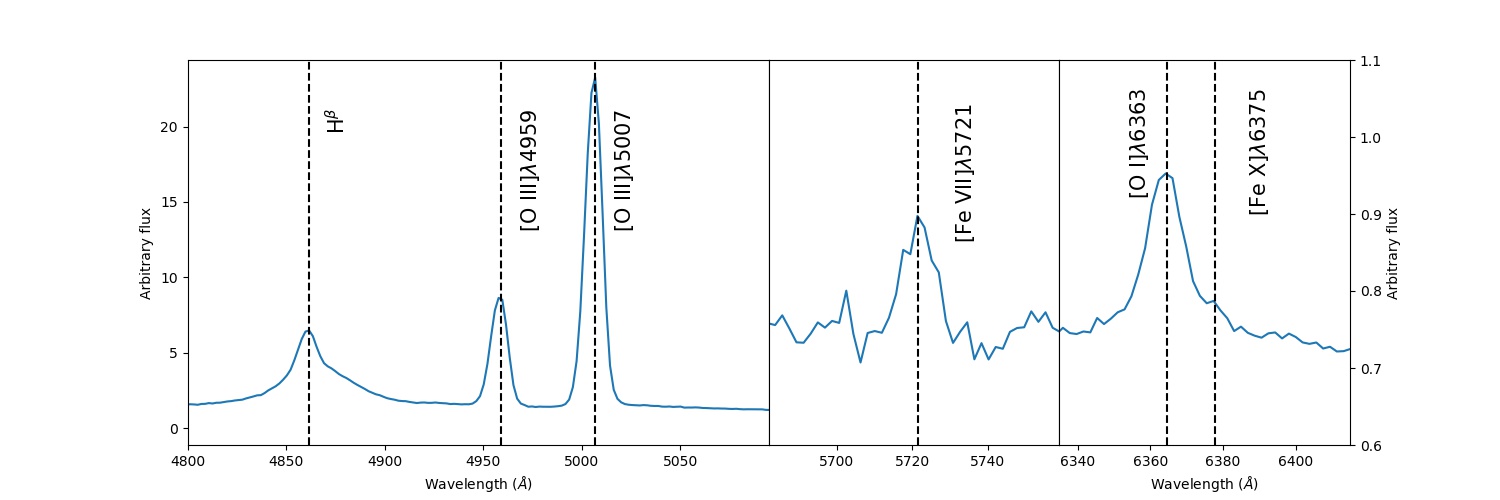 Arbitrary flux
20
15
10
5
0
4800
4850
4900
4950
5000
5050
Wavelength (Å)
Hβ
[O III]λ4959
[O III]λ5007
[Fe VII]λ5721
5700
5720
5740
[O I]λ6363
[Fe X]λ6375
6340
6360
6380
6400
Wavelength (Å)
1.1
1.0
0.9
0.8
0.7
0.6
Arbitrary flux